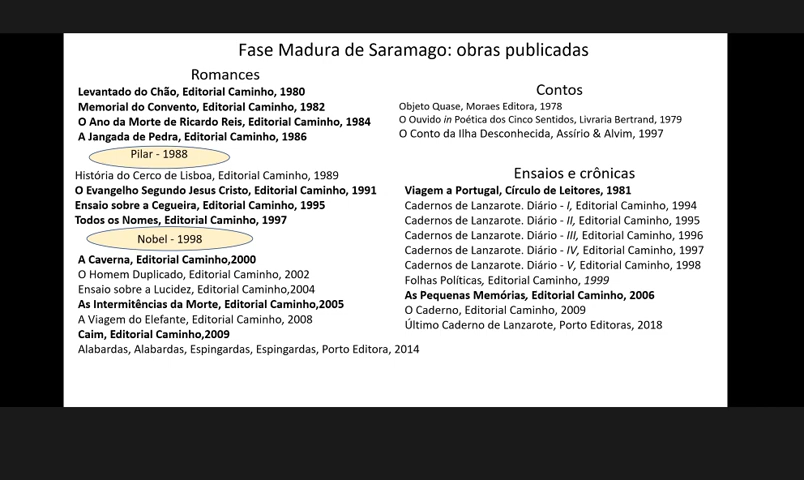 Fase Madura de Saramago: obras publicadas
Romances
Levantado do Chão, Editorial Caminho, 1980
Memorial do Convento, Editorial Caminho, 1982
O Ano da Morte de Ricardo Reis, Editorial Caminho, 1984
A Jangada de Pedra, Editorial Caminho, 1986
Pilar - 1988
História do Cerco de Lisboa, Editorial Caminho, 1989
O Evangelho Segundo Jesus Cristo, Editorial Caminho, 1991
Ensaio sobre a Cegueira, Editorial Caminho, 1995
Todos os Nomes, Editorial Caminho, 1997
Nobel - 1998
A Caverna, Editorial Caminho,2000
O Homem Duplicado, Editorial Caminho, 2002
Ensaio sobre a Lucidez, Editorial Caminho,2004
As Intermitências da Morte, Editorial Caminho,2005
A Viagem do Elefante, Editorial Caminho, 2008
Caim, Editorial Caminho,2009
Alabardas, Alabardas, Espingardas, Espingardas, Porto Editora, 2014
Contos
Objeto Quase, Moraes Editora, 1978
O Ouvido in Poética dos Cinco Sentidos, Livraria Bertrand, 1979
O Conto da Ilha Desconhecida, Assírio & Alvim, 1997
Ensaios e crônicas
Viagem a Portugal, Círculo de Leitores, 1981
Cadernos de Lanzarote. Diário - I, Editorial Caminho, 1994
Cadernos de Lanzarote. Diário - II, Editorial Caminho, 1995
Cadernos de Lanzarote. Diário - III, Editorial Caminho, 1996
Cadernos de Lanzarote. Diário - IV, Editorial Caminho, 1997
Cadernos de Lanzarote. Diário - V, Editorial Caminho, 1998
Folhas Políticas, Editorial Caminho, 1999
As Pequenas Memórias, Editorial Caminho, 2006
O Caderno, Editorial Caminho, 2009
Último Caderno de Lanzarote, Porto Editoras, 2018